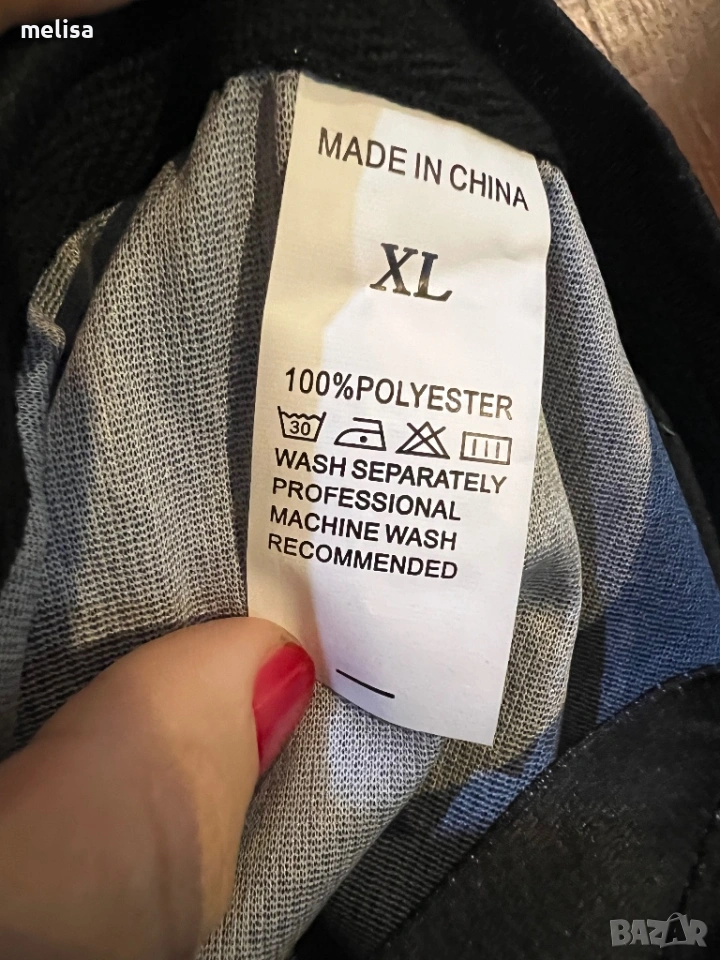 melisa
MADE IN CHINA
XL
100%POLYESTER
30
WASH SEPARATELY
PROFESSIONAL
MACHINE WASH
RECOMMENDED
BAZAR